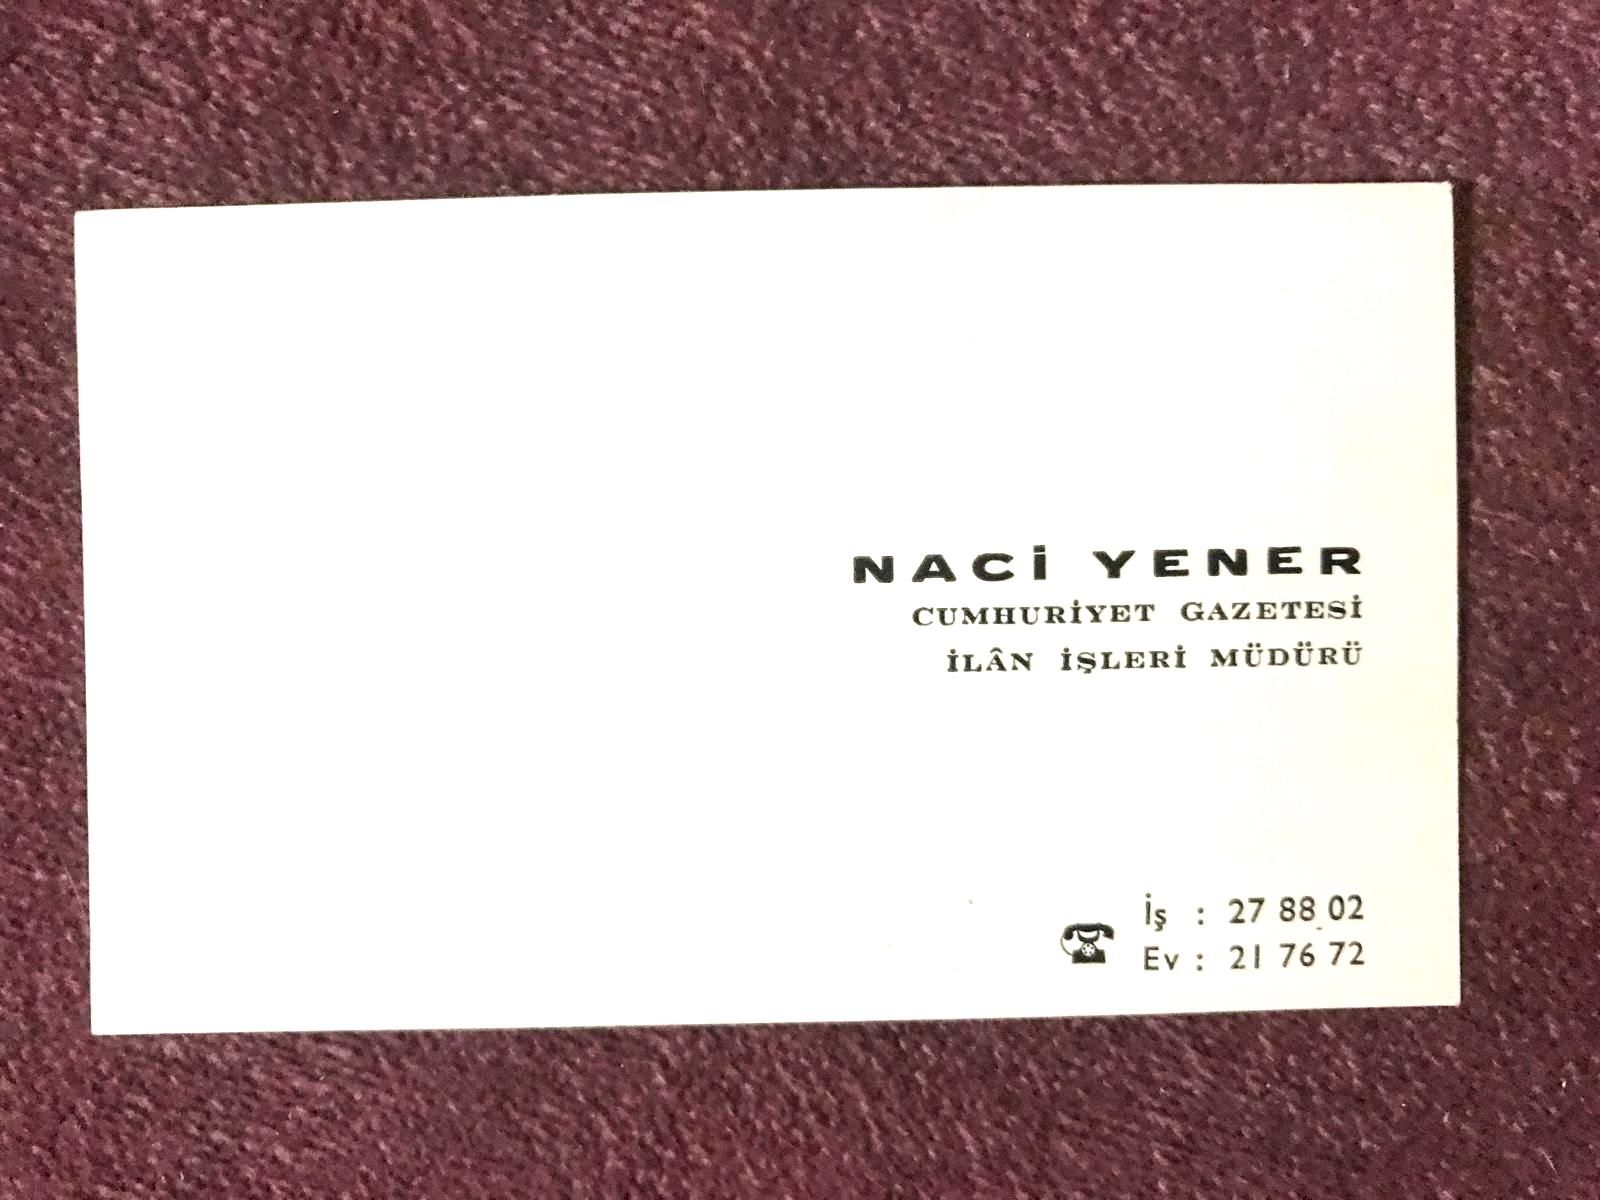 NACİ YENER
CUMHURİYET GAZETESİ
İLÂN İŞLERİ MÜDÜRÜ
İş : 27 88 02
Ev : 21 76 72